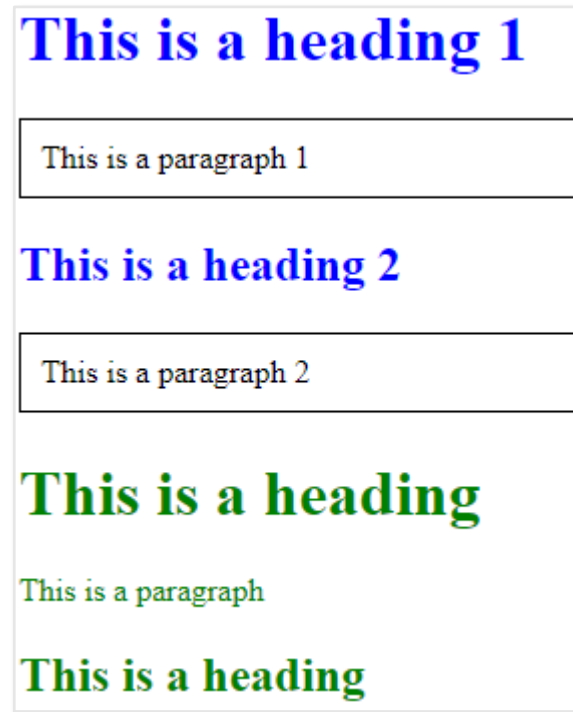 This is a heading 1
This is a paragraph 1
This is a heading 2
This is a paragraph 2
This is a heading
This is a paragraph
This is a heading